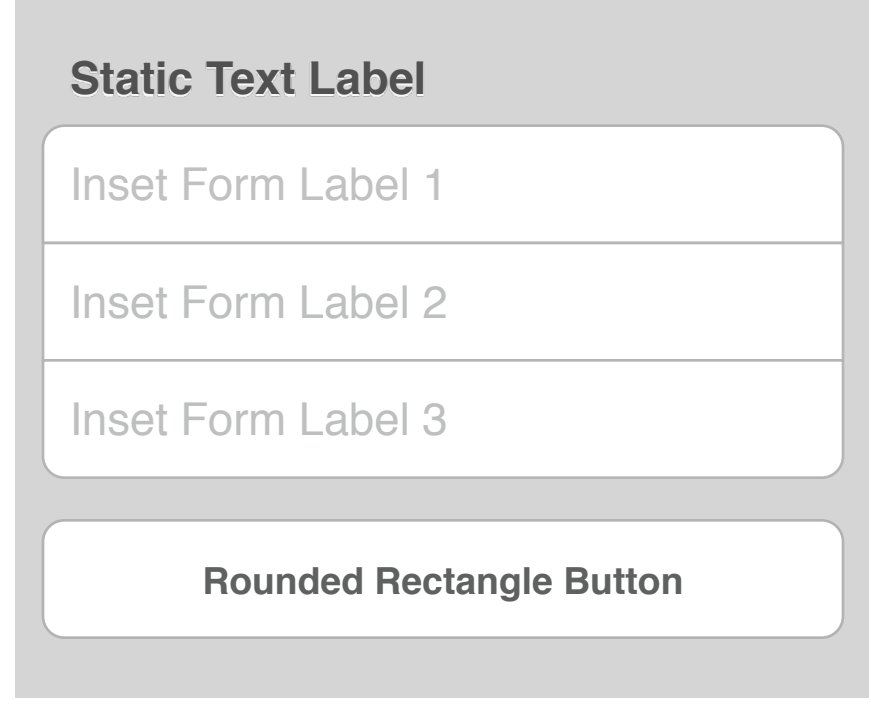 Static Text Label
Inset Form Label 1
Inset Form Label 2
Inset Form Label 3
Rounded Rectangle Button